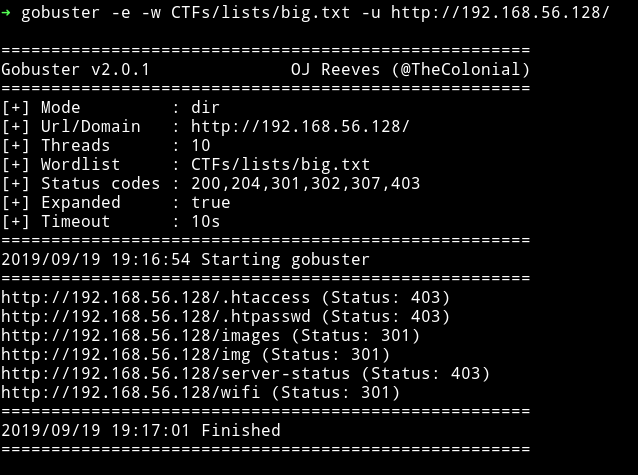 → gobuster -e -w CTFs/lists/big.txt -u http://192.168.56.128/
=====================================================
Gobuster v2.0.1              OJ Reeves (@TheColonial)
=====================================================
[+] Mode         : dir
[+] Url/Domain   : http://192.168.56.128/
[+] Threads      : 10
[+] Wordlist     : CTFs/lists/big.txt
[+] Status codes : 200,204,301,302,307,403
[+] Expanded     : true
[+] Timeout      : 10s
=====================================================
2019/09/19 19:16:54 Starting gobuster
=====================================================
http://192.168.56.128/.htaccess (Status: 403)
http://192.168.56.128/.htpasswd (Status: 403)
http://192.168.56.128/images (Status: 301)
http://192.168.56.128/img (Status: 301)
http://192.168.56.128/server-status (Status: 403)
http://192.168.56.128/wifi (Status: 301)
=====================================================
2019/09/19 19:17:01 Finished
=====================================================